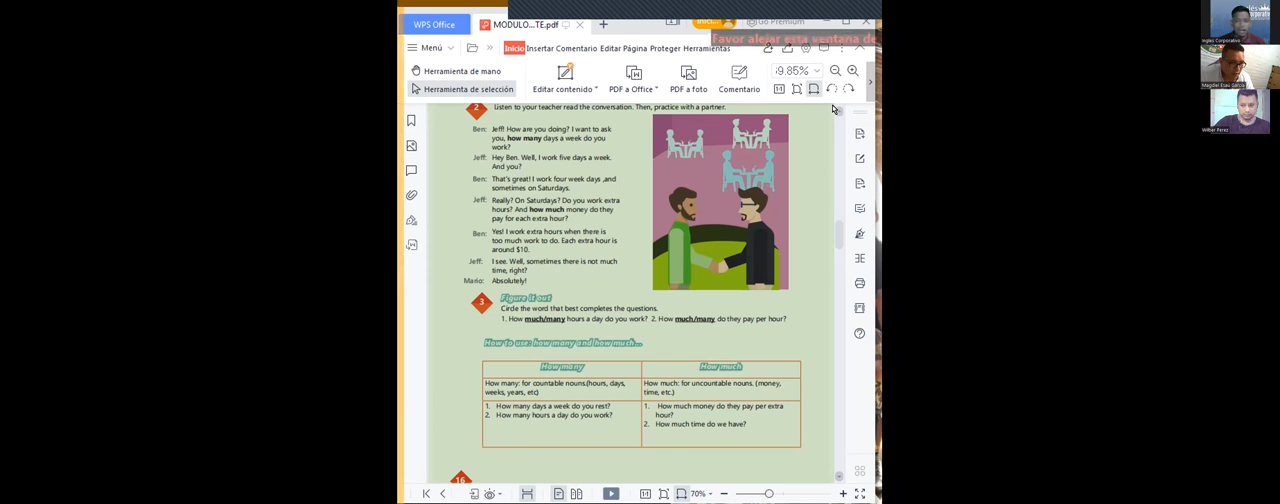 WPS Office
MODULO...TE.pdf
Inici...
Go Premium
Favor alejar esta ventana de
Menú
Inicio Insertar Comentario Editar Página Proteger Herramientas
Herramienta de mano
Herramienta de selección
Editar contenido
PDF a Office
PDF a foto
Comentario
9.85%
2 Listen to your teacher read the conversation. Then, practice with a partner.
Ben: Jeff! How are you doing? I want to ask
you, how many days a week do you
work?
Jeff: Hey Ben. Well, I work five days a week.
And you?
Ben: That's great! I work four week days ,and
sometimes on Saturdays.
Jeff: Really? On Saturdays? Do you work extra
hours? And how much money do they
pay for each extra hour?
Ben: Yes! I work extra hours when there is
too much work to do. Each extra hour is
around $10.
Jeff: I see. Well, sometimes there is not much
time, right?
Mario: Absolutely!
3 Figure it out
Circle the word that best completes the questions.
1. How much/many hours a day do you work? 2. How much/many do they pay per hour?
How to use: how many and how much...
How many
How many: for countable nouns.(hours, days,
weeks, years, etc)
1. How many days a week do you rest?
2. How many hours a day do you work?
How much
How much: for uncountable nouns. (money,
time, etc.)
1. How much money do they pay per extra
hour?
2. How much time do we have?
16
70%
Ingles Corporativo
Magdiel Elias Garcia
Wilber Perez